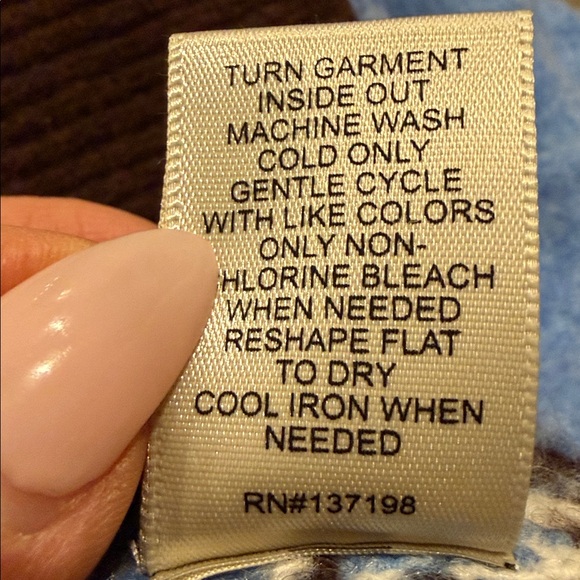 TURN GARMENT
INSIDE OUT
MACHINE WASH
COLD ONLY
GENTLE CYCLE
WITH LIKE COLORS
ONLY NON-
CHLORINE BLEACH
WHEN NEEDED
RESHAPE FLAT
TO DRY
COOL IRON WHEN
NEEDED
RN#137198